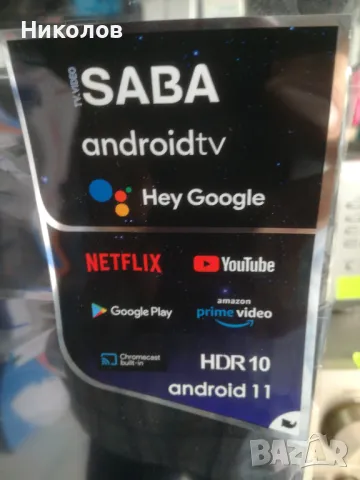 Николов
TV.VIDEO
SABA
androidtv
Hey Google
NETFLIX
YouTube
Google Play
amazon
prime video
Chromecast
built-in
HDR 10
android 11
BAZAR